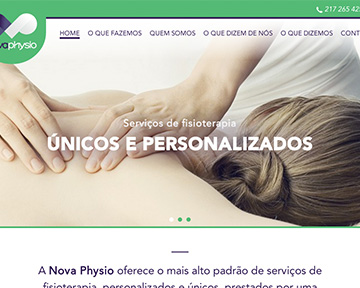 217 265 42
physio
HOME O QUE FAZEMOS QUEM SOMOS O QUE DIZEM DE NÓS O QUE DIZEMOS CONT
Serviços de fisioterapia
ÚNICOS E PERSONALIZADOS
A Nova Physio oferece o mais alto padrão de serviços de
fisioterapia, personalizados e únicos, prestados por uma